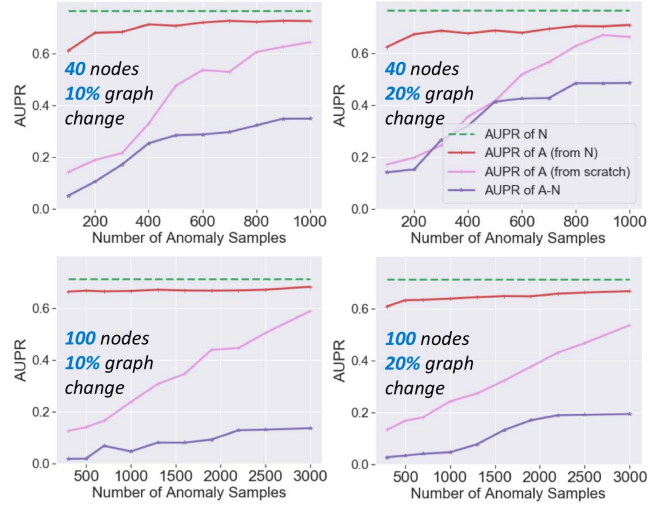 0.6
0.4
0.2
0.0
AUPR
40 nodes
10% graph
change
200 400 600 800 1000
Number of Anomaly Samples
0.6
0.4
0.2
0.0
AUPR
40 nodes
20% graph
change
AUPR of N
AUPR of A (from N)
AUPR of A (from scratch)
AUPR of A-N
200 400 600 800 1000
Number of Anomaly Samples
0.6
0.4
0.2
0.0
AUPR
100 nodes
10% graph
change
500 1000 1500 2000 2500 3000
Number of Anomaly Samples
0.6
0.4
0.2
0.0
AUPR
100 nodes
20% graph
change
500 1000 1500 2000 2500 3000
Number of Anomaly Samples